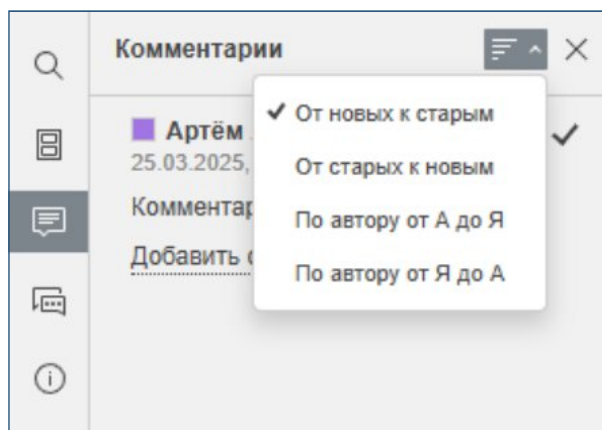 Комментарии
От новых к старым
Артём
25.03.2025,
От старых к новым
По автору от А до Я
Добавить
По автору от Я до А